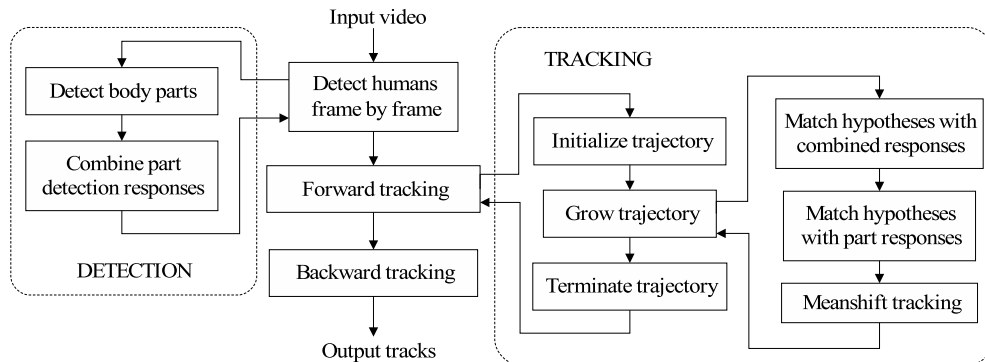 Input video
Detect humans
frame by frame
Forward tracking
Backward tracking
Output tracks
Detect body parts
Combine part
detection responses
DETECTION
TRACKING
Initialize trajectory
Grow trajectory
Terminate trajectory
Match hypotheses with
combined responses
Match hypotheses
with part responses
Meanshift tracking